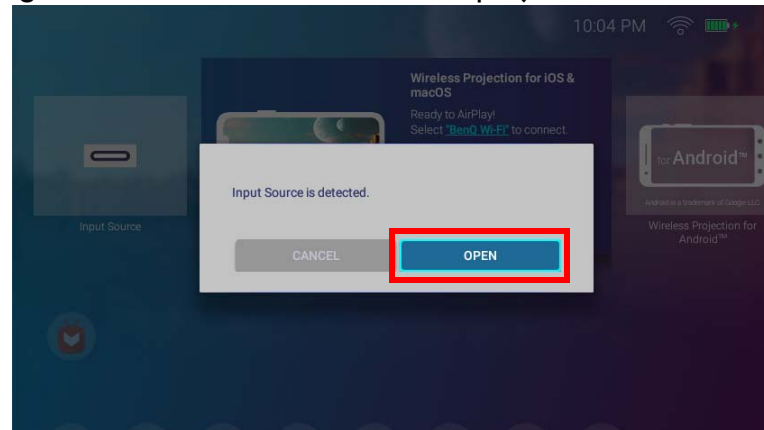 10:04 PM
Wireless Projection for iOS &
macOS
Ready to AirPlay!
Select "BenQ Wi-Fi" to connect.
for Android™
Android is a trademark of Google LLC.
Input Source
Wireless Projection for
Android™
Input Source is detected.
CANCEL
OPEN